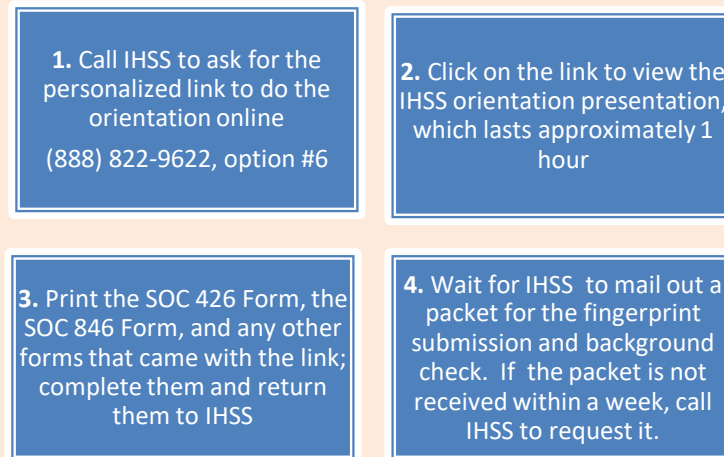 1. Call IHSS to ask for the
personalized link to do the
orientation online
(888) 822-9622, option #6
2. Click on the link to view the
IHSS orientation presentation,
which lasts approximately 1
hour
3. Print the SOC 426 Form, the
SOC 846 Form, and any other
forms that came with the link;
complete them and return
them to IHSS
4. Wait for IHSS to mail out a
packet for the fingerprint
submission and background
check. If the packet is not
received within a week, call
IHSS to request it.